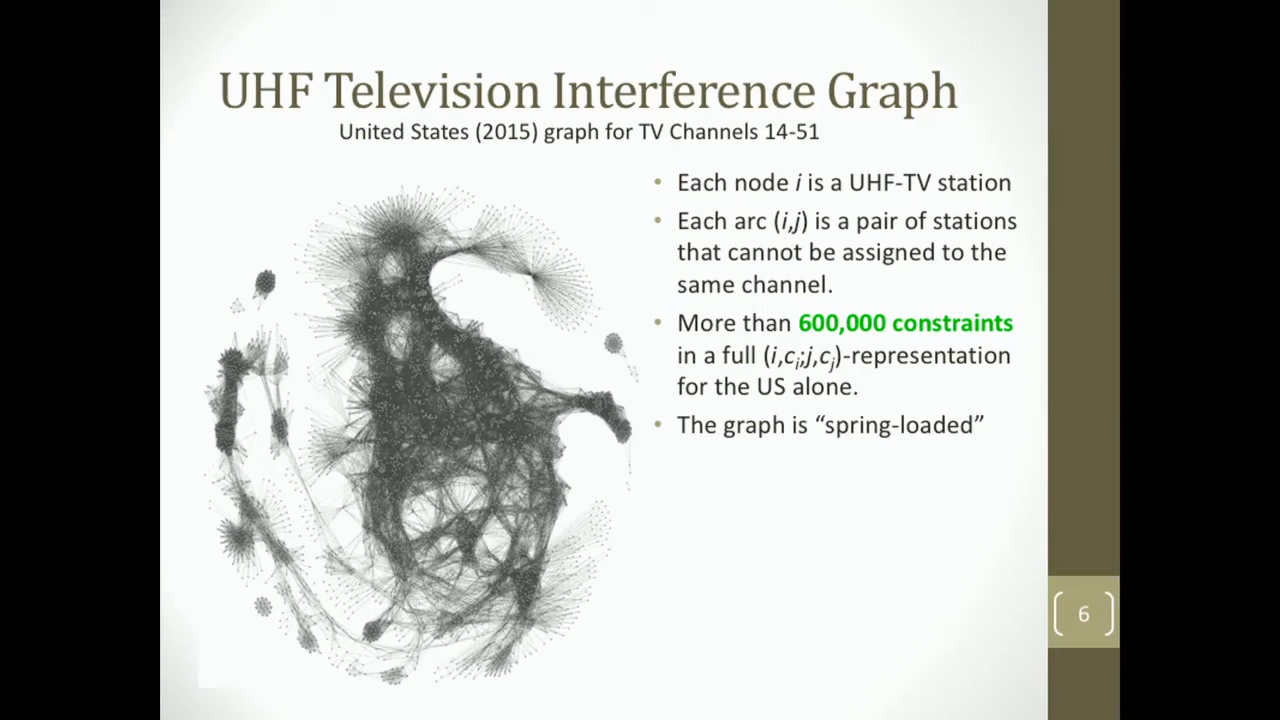 UHF Television Interference Graph
United States (2015) graph for TV Channels 14-51
• Each node i is a UHF-TV station
• Each arc (i,j) is a pair of stations
that cannot be assigned to the
same channel.
• More than 600,000 constraints
in a full (i,ci;j,cj)-representation
for the US alone.
• The graph is “spring-loaded”
6